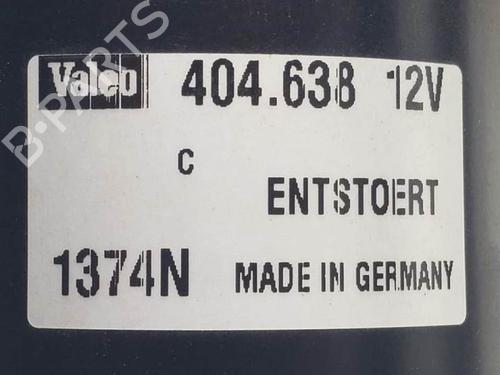 Valeo 404.638 12V
C
ENTSTOERT
1374N MADE IN GERMANY
B-PARTS